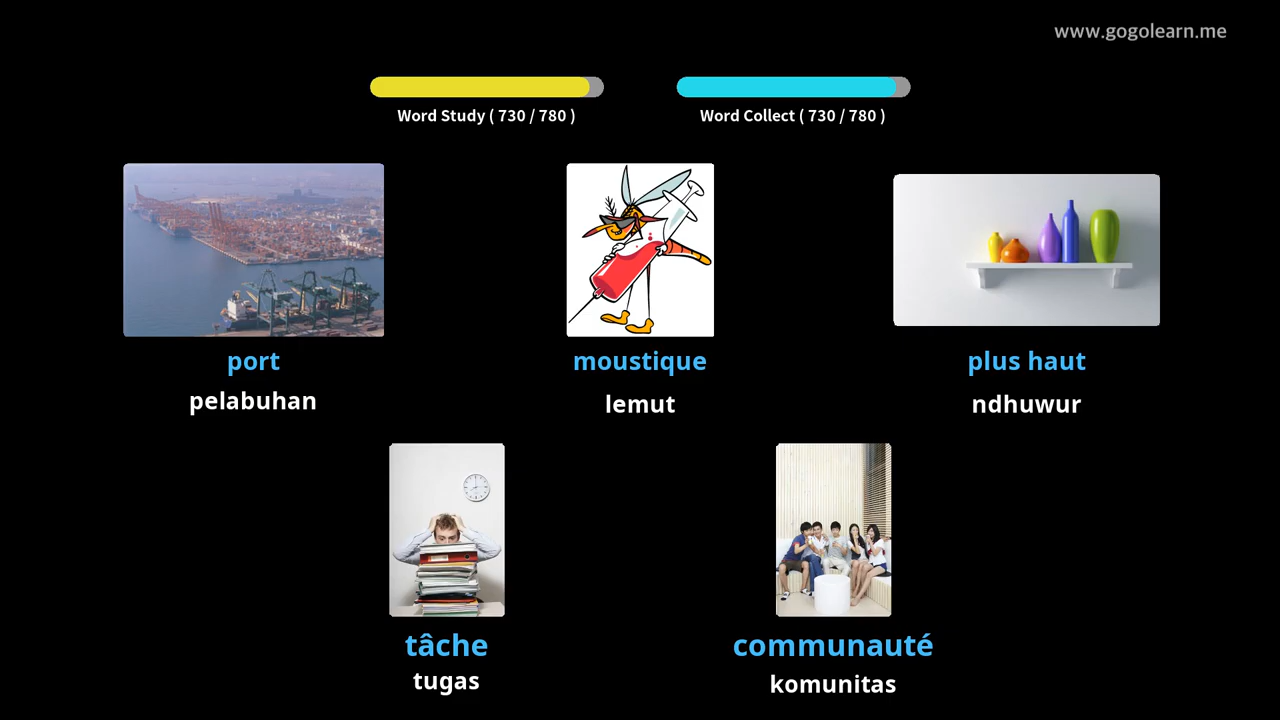 www.gogolearn.me
Word Study ( 730 / 780 )
Word Collect ( 730 / 780 )
port
moustique
plus haut
pelabuhan
lemut
ndhuwur
tâche
communauté
tugas
komunitas